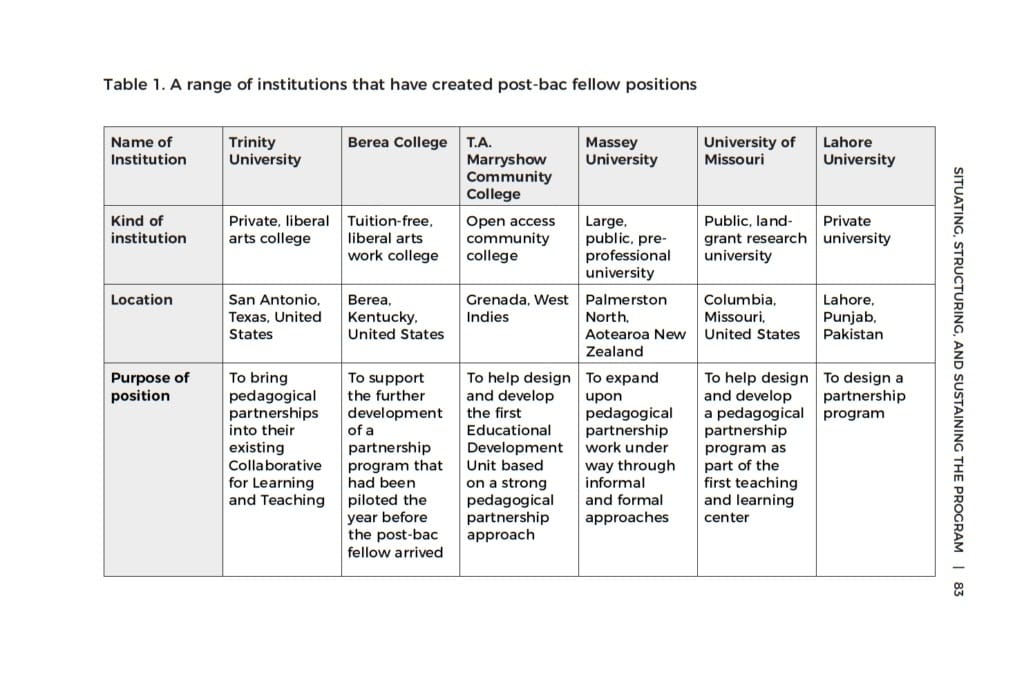 Table 1. A range of institutions that have created post-bac fellow positions
Name of
Institution
Trinity
University
Berea College
T.A.
Marryshow
Community
College
Massey
University
University of
Missouri
Lahore
University
Kind of
institution
Private, liberal
arts college
Tuition-free,
liberal arts
work college
Open access
community
college
Large,
public, pre-
professional
university
Public, land-
grant research
university
Private
university
Location
San Antonio,
Texas, United
States
Berea,
Kentucky,
United States
Grenada, West
Indies
Palmerston
North,
Aotearoa New
Zealand
Columbia,
Missouri,
United States
Lahore,
Punjab,
Pakistan
Purpose of
position
To bring
pedagogical
partnerships
into their
existing
Collaborative
for Learning
and Teaching
To support
the further
development
of a
partnership
program that
had been
piloted the
year before
the post-bac
fellow arrived
To help design
and develop
the first
Educational
Development
Unit based
on a strong
pedagogical
partnership
approach
To expand
upon
pedagogical
partnership
work under
way through
informal
and formal
approaches
To help design
and develop
a pedagogical
partnership
program as
part of the
first teaching
and learning
center
To design a
partnership
program
SITUATING, STRUCTURING, AND SUSTAINING THE PROGRAM | 83